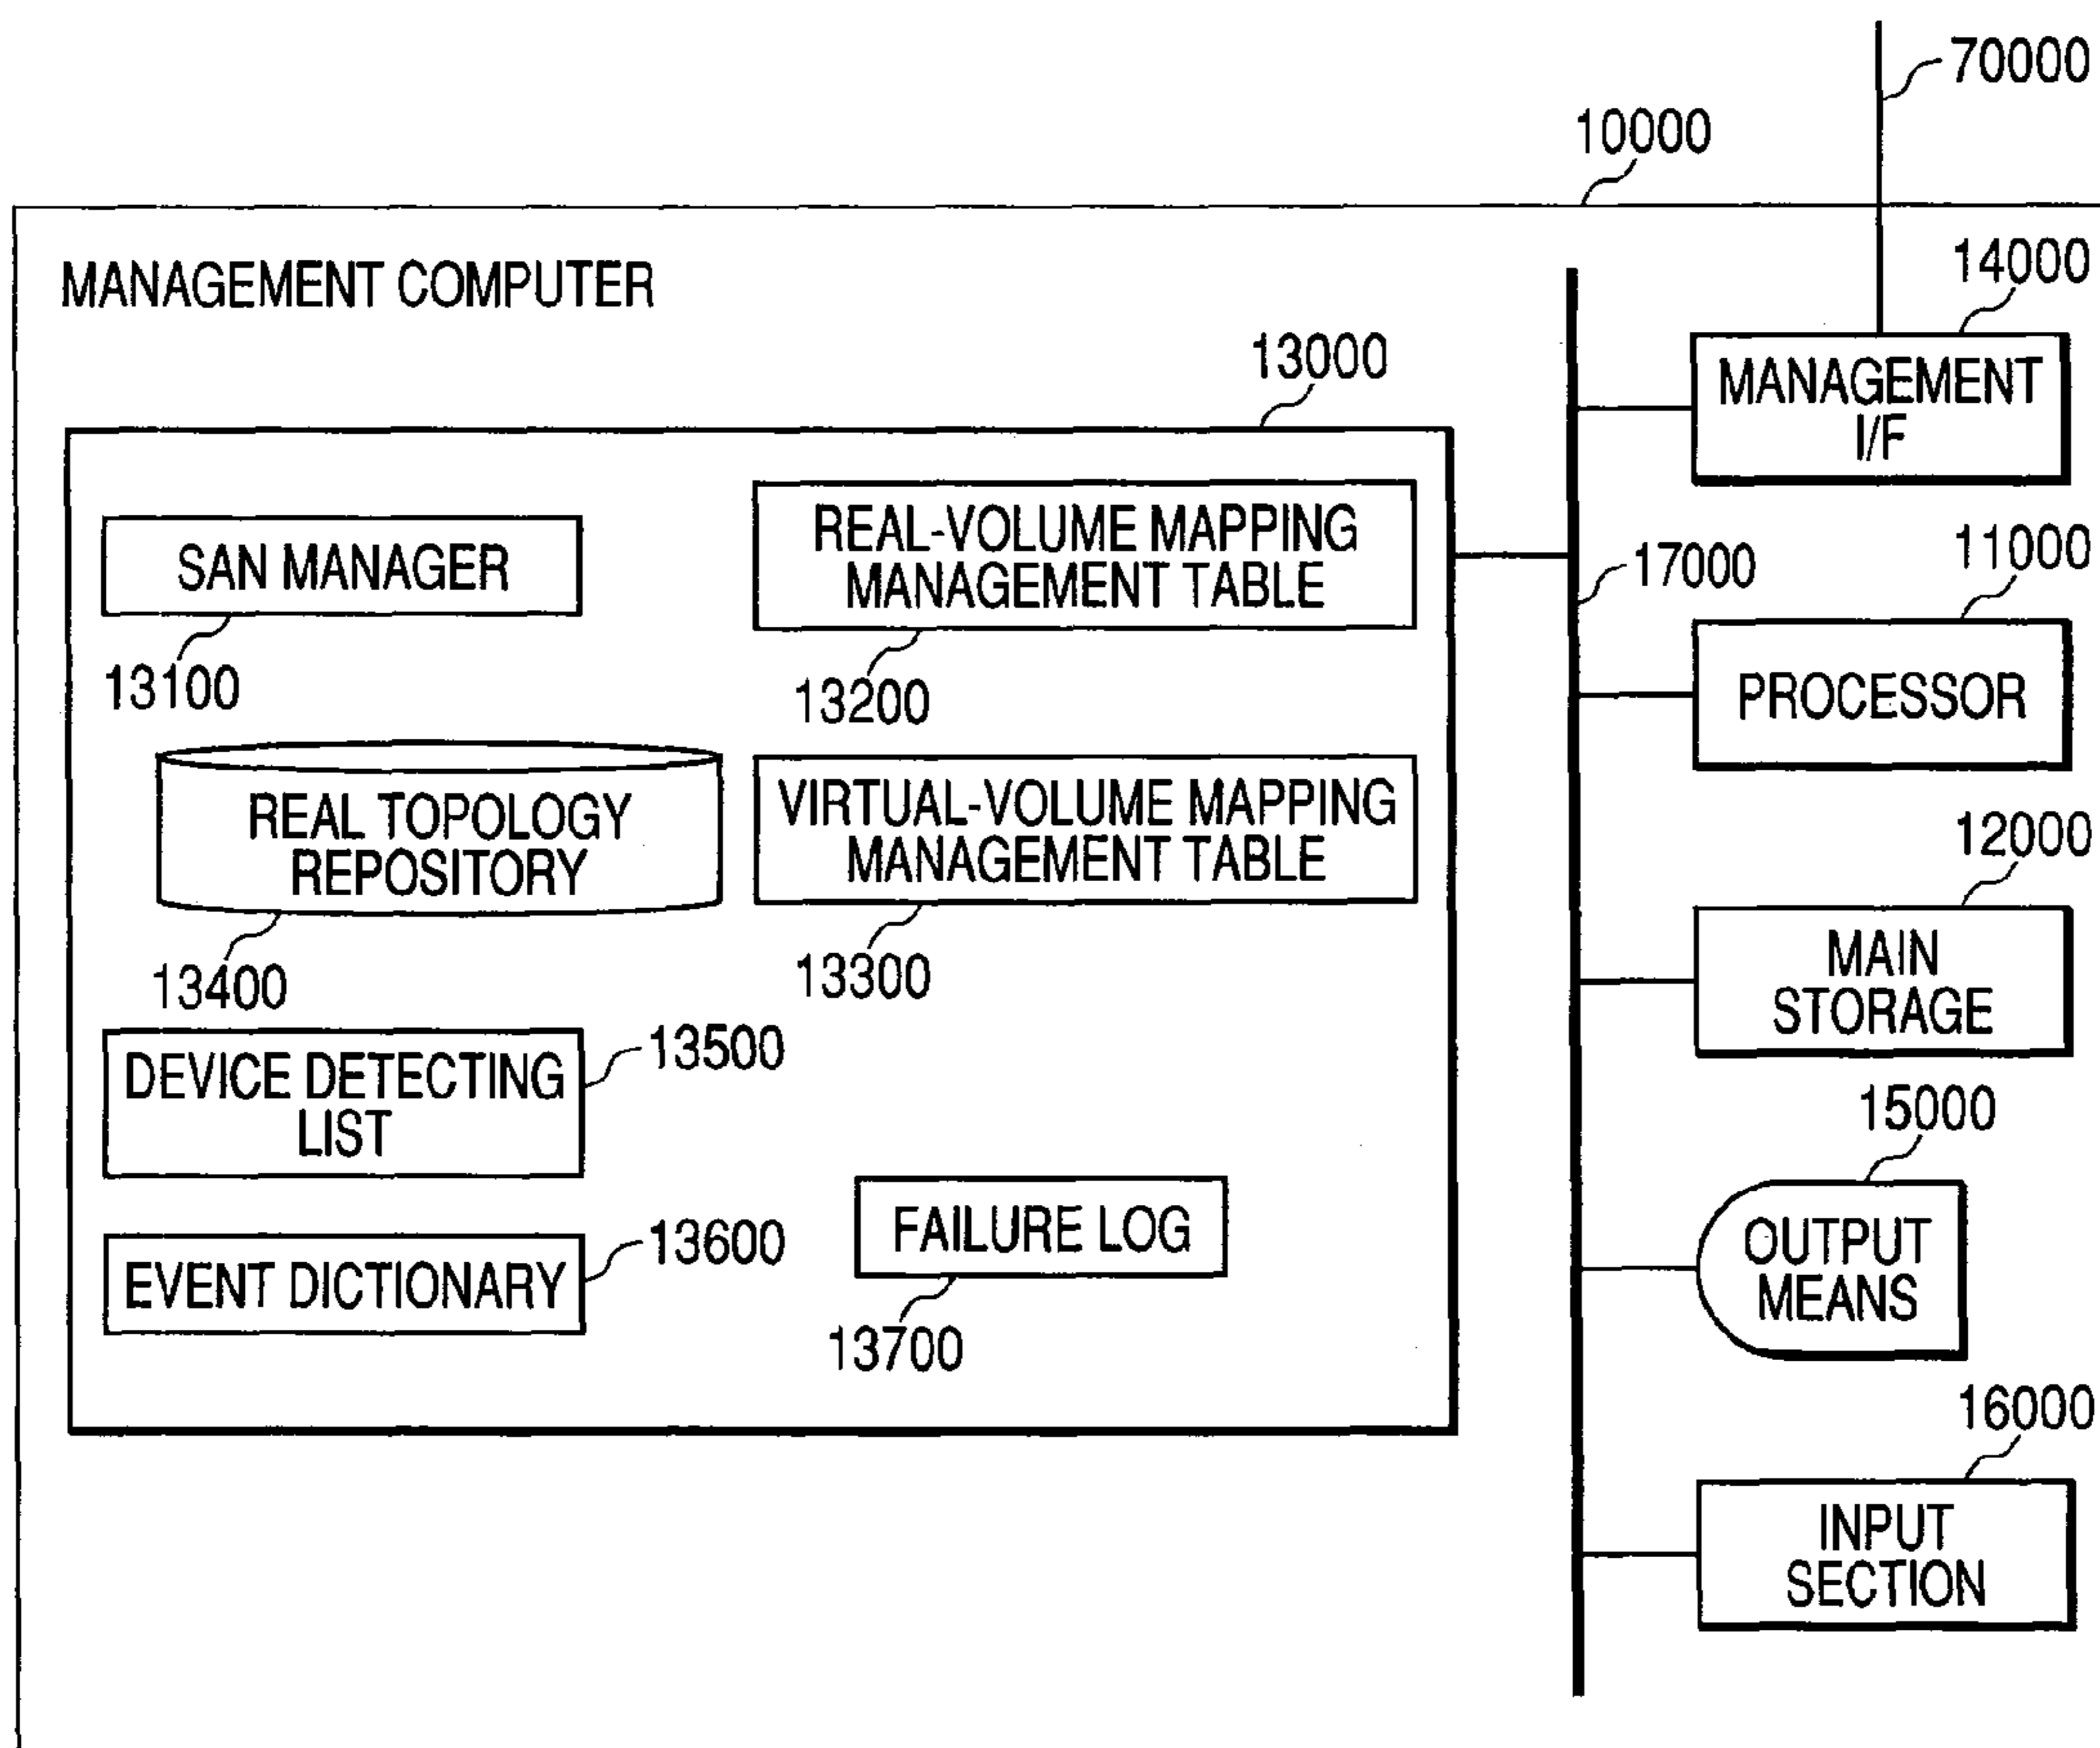 70000
10000
MANAGEMENT COMPUTER
14000
13000
MANAGEMENT
I/F
REAL-VOLUME MAPPING
MANAGEMENT TABLE
SAN MANAGER
17000
11000
13100
13200
PROCESSOR
REAL TOPOLOGY
REPOSITORY
VIRTUAL-VOLUME MAPPING
MANAGEMENT TABLE
12000
13400
13300
MAIN
STORAGE
DEVICE DETECTING
LIST
13500
15000
FAILURE LOG
OUTPUT
MEANS
EVENT DICTIONARY
13600
13700
16000
INPUT
SECTION